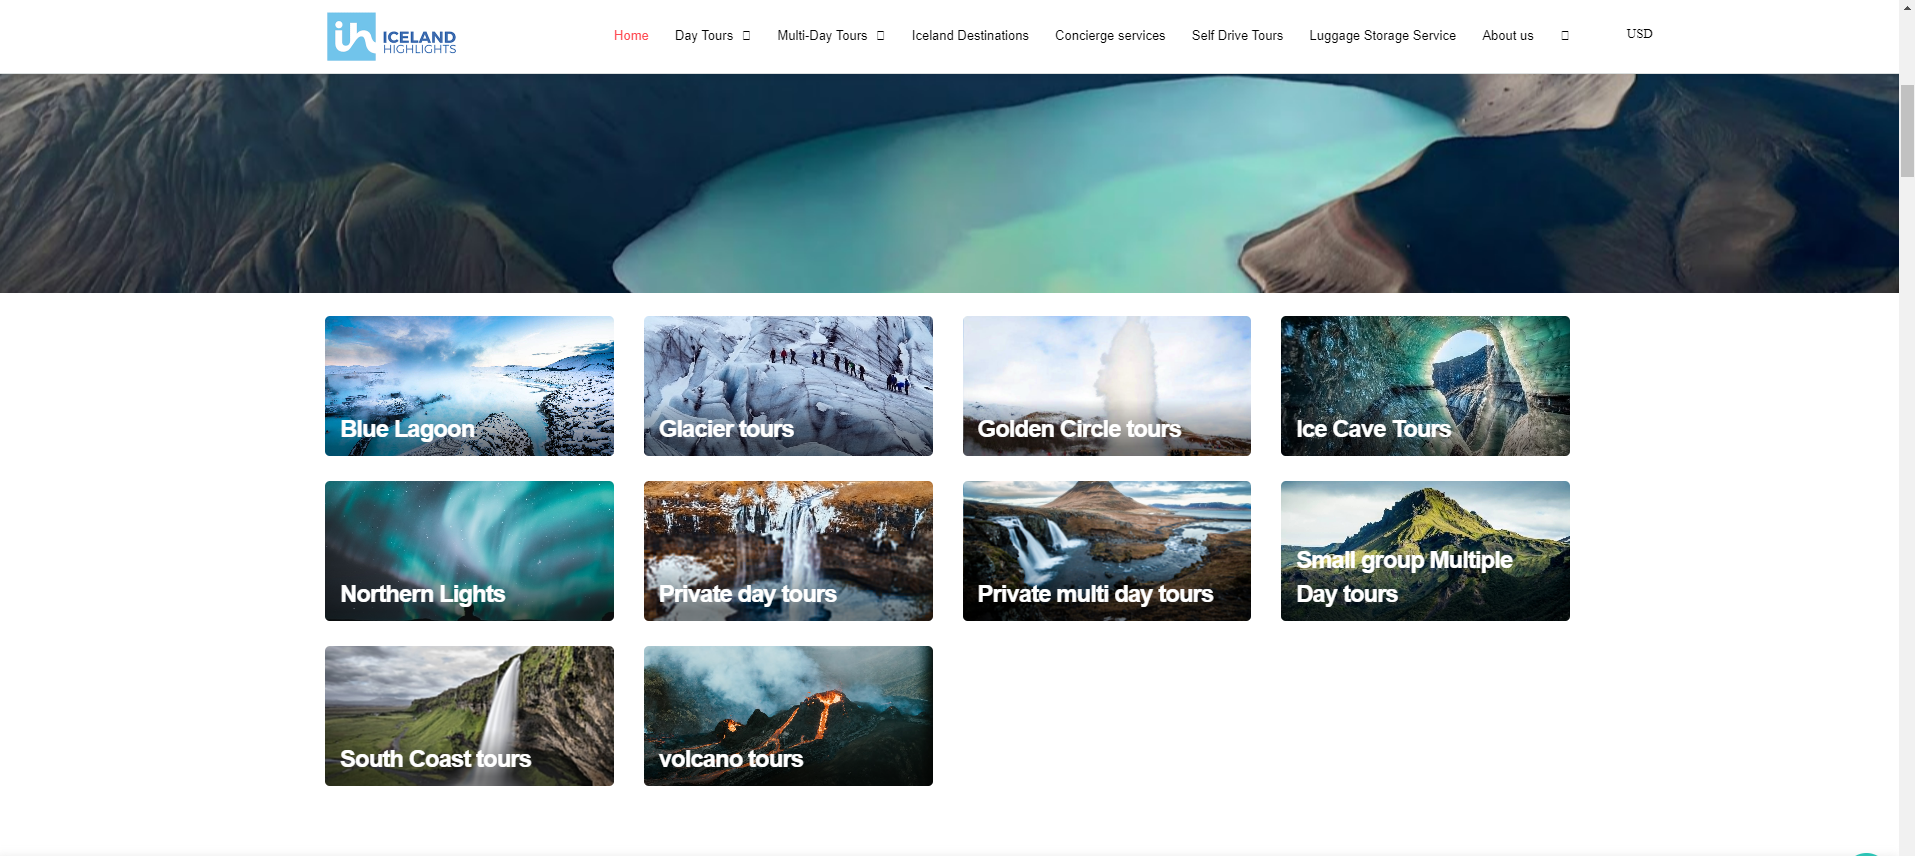 ih
ICELAND
HIGHLIGHTS
Home Day Tours Multi-Day Tours Iceland Destinations Concierge services Self Drive Tours Luggage Storage Service About us USD
Blue Lagoon
Glacier tours
Golden Circle tours
Ice Cave Tours
Northern Lights
Private day tours
Private multi day tours
Small group Multiple
Day tours
South Coast tours
volcano tours